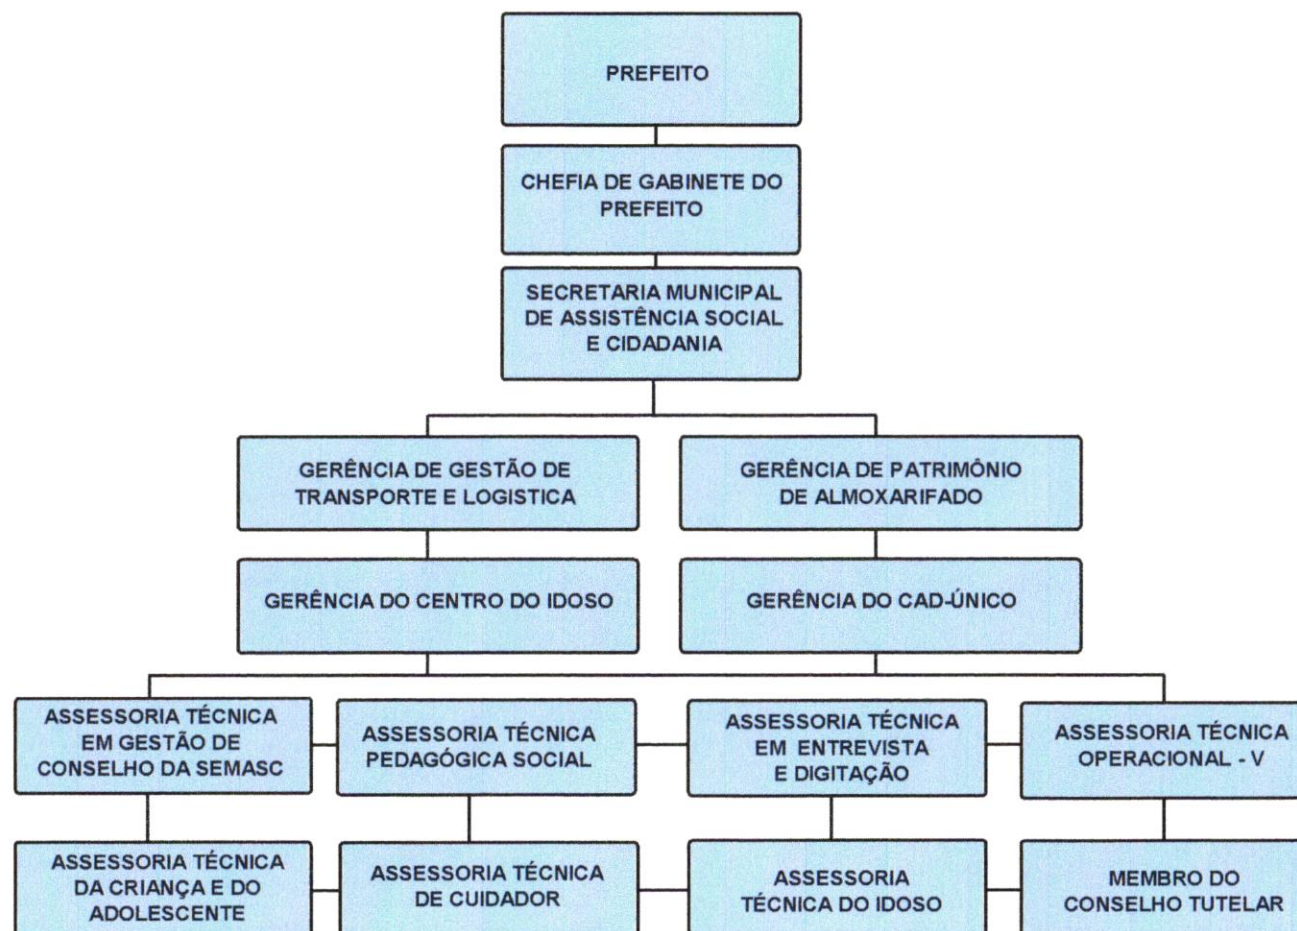 PREFEITO
CHEFIA DE GABINETE DO
PREFEITO
SECRETARIA MUNICIPAL
DE ASSISTÊNCIA SOCIAL
E CIDADANIA
GERÊNCIA DE GESTÃO DE
TRANSPORTE E LOGISTICA
GERÊNCIA DE PATRIMÔNIO
DE ALMOXARIFADO
GERÊNCIA DO CENTRO DO IDOSO
GERÊNCIA DO CAD-ÚNICO
ASSESSORIA TÉCNICA
EM GESTÃO DE
CONSELHO DA SEMASC
ASSESSORIA TÉCNICA
PEDAGÓGICA SOCIAL
ASSESSORIA TÉCNICA
EM ENTREVISTA
E DIGITAÇÃO
ASSESSORIA TÉCNICA
OPERACIONAL - V
ASSESSORIA TÉCNICA
DA CRIANÇA E DO
ADOLESCENTE
ASSESSORIA TÉCNICA
DE CUIDADOR
ASSESSORIA
TÉCNICA DO IDOSO
MEMBRO DO
CONSELHO TUTELAR